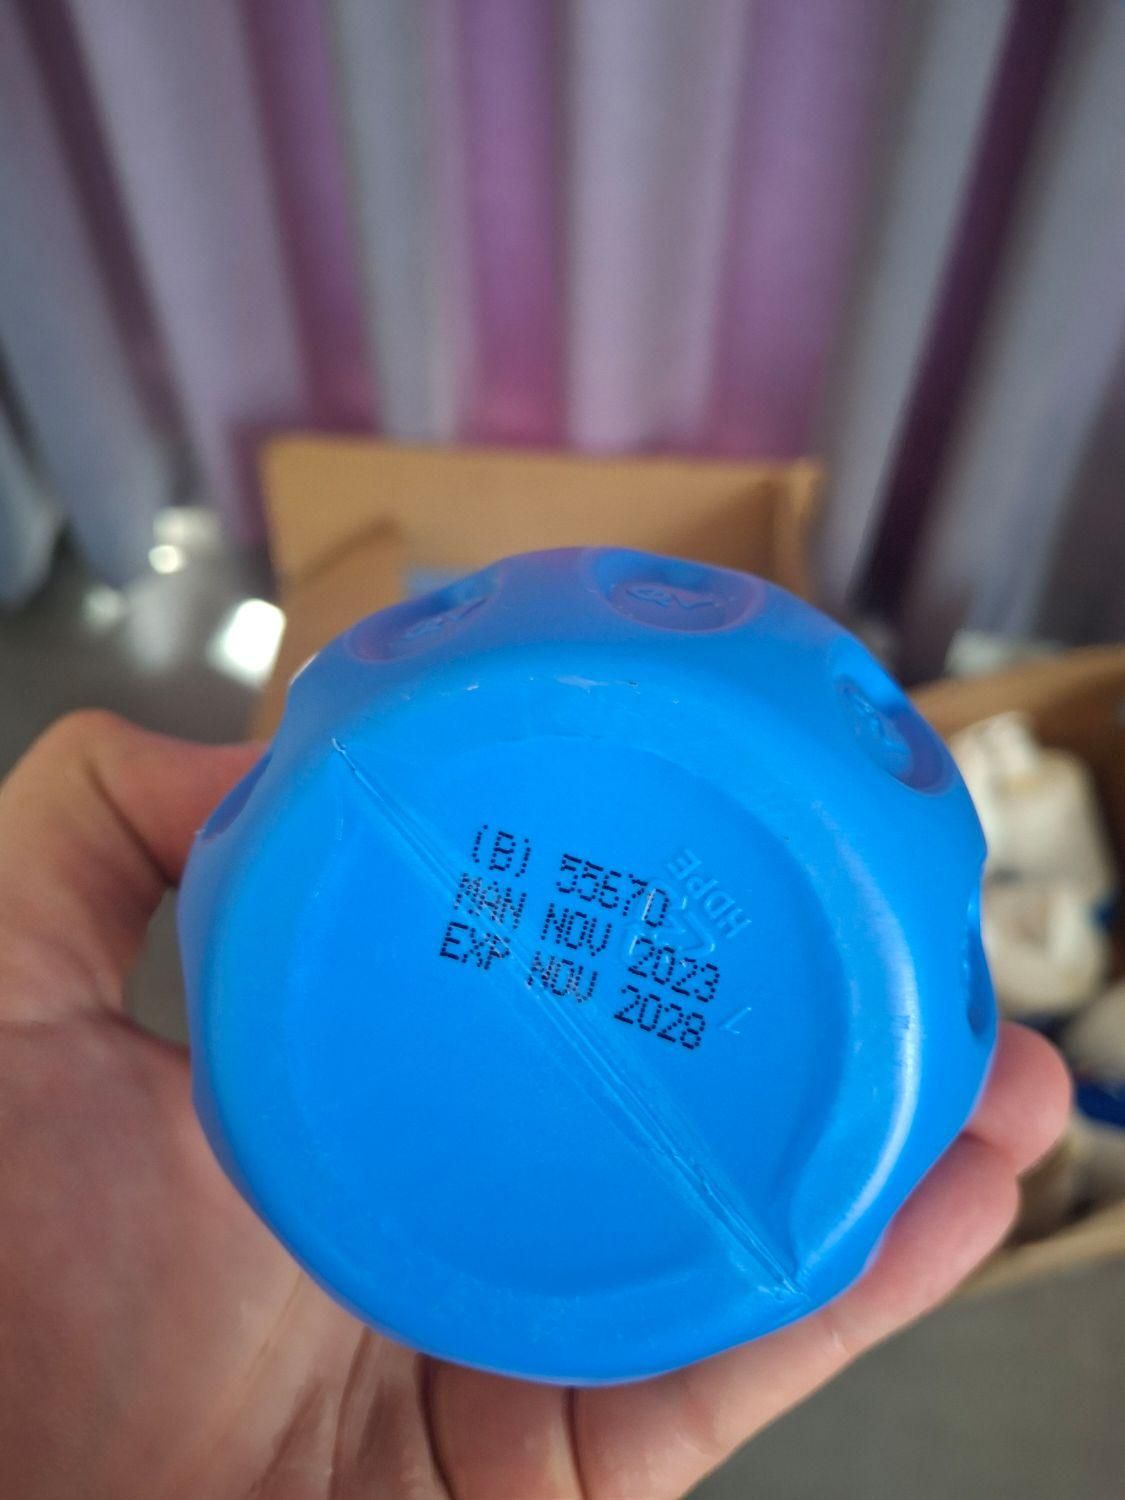 (B) 55670
MAN NOV 2023
EXP NOV 2028
HDPE